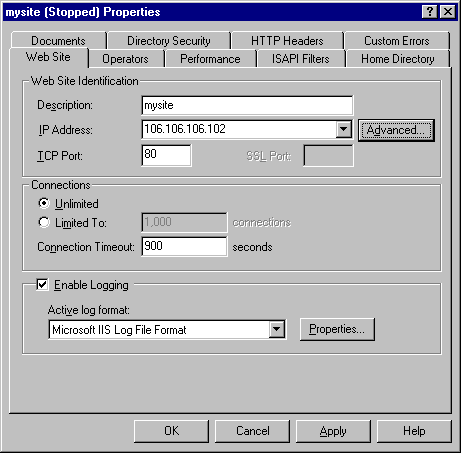 mysite (Stopped) Properties
Documents Directory Security HTTP Headers Custom Errors
Web Site Operators Performance ISAPI Filters Home Directory
Web Site Identification
Description: mysite
IP Address: 106.106.106.102 Advanced...
TCP Port: 80 SSL Port:
Connections
Unlimited
Limited To: 1,000 connections
Connection Timeout: 900 seconds
Enable Logging
Active log format:
Microsoft IIS Log File Format Properties...
OK Cancel Apply Help